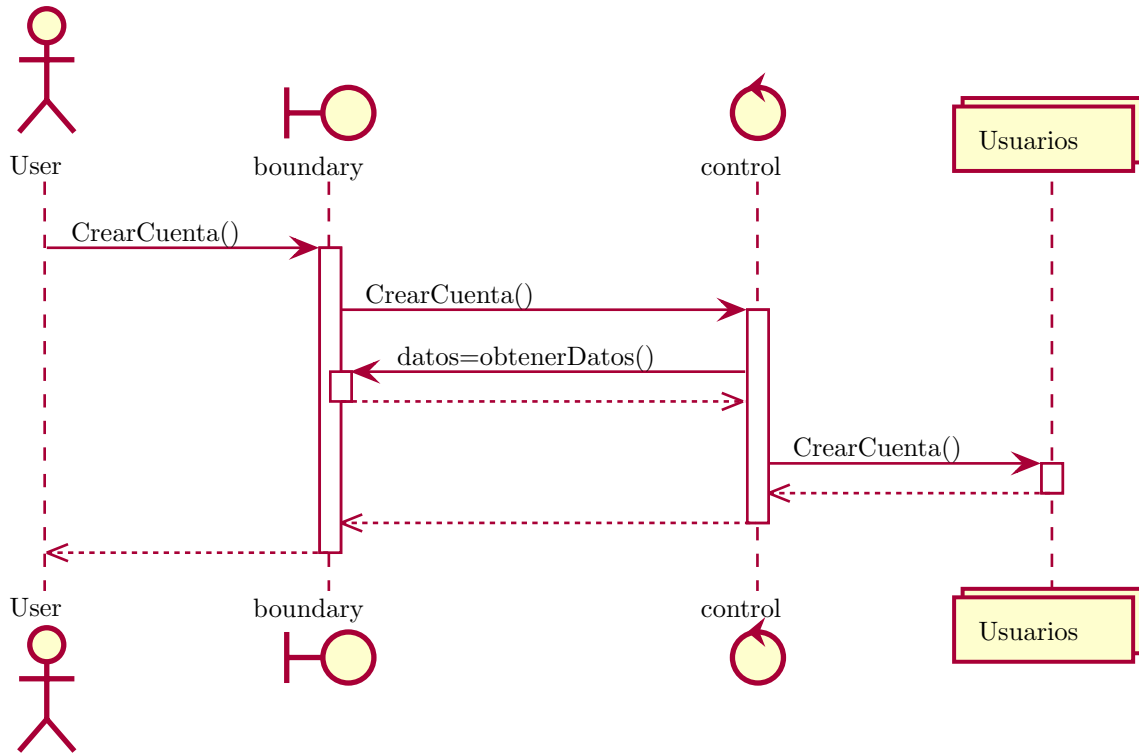 User
boundary
control
Usuarios
CrearCuenta()
CrearCuenta()
datos=obtenerDatos()
CrearCuenta()
User
boundary
control
Usuarios